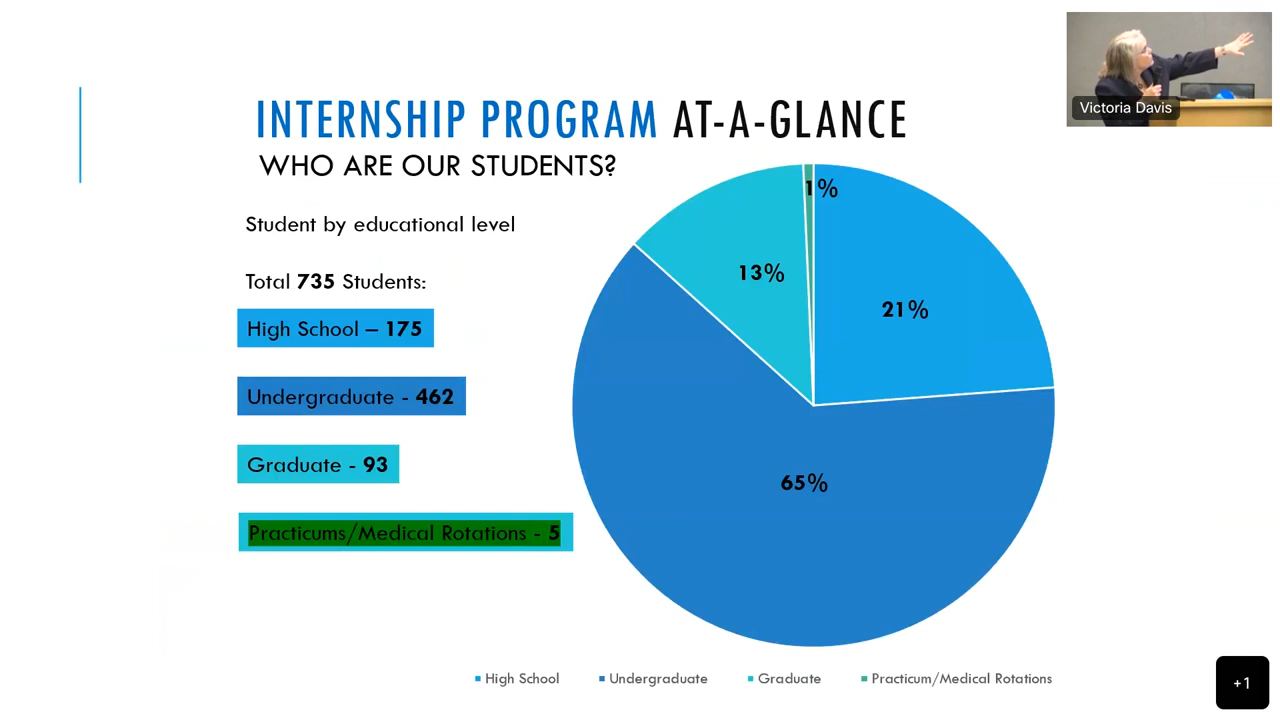 INTERNSHIP PROGRAM AT-A-GLANCE
WHO ARE OUR STUDENTS?
Student by educational level
Total 735 Students:
High School – 175
Undergraduate - 462
Graduate - 93
Practicums/Medical Rotations - 5
1%
13%
21%
65%
High School
Undergraduate
Graduate
Practicum/Medical Rotations
Victoria Davis
+1